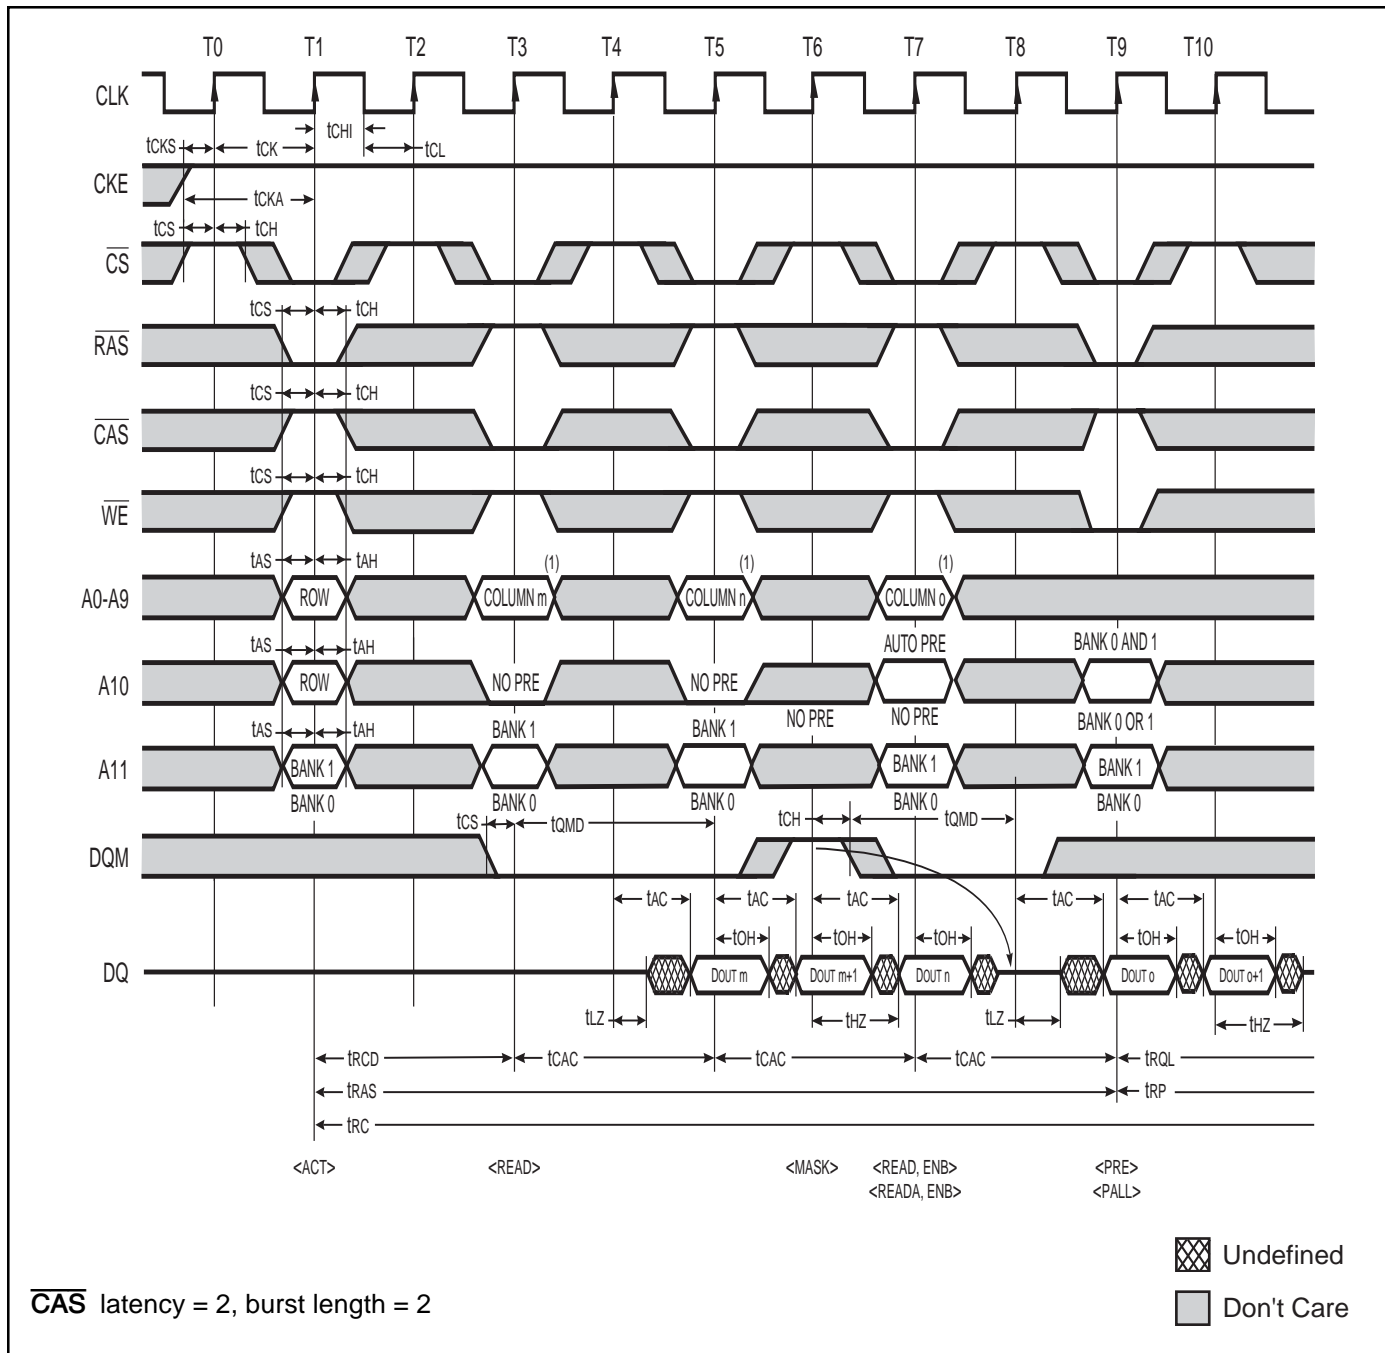 T0 T1 T2 T3 T4 T5 T6 T7 T8 T9 T10
CLK
tCHI
tCKS tCK tCL
CKE
tCKA
tCS tCH
CS
tCS tCH
RAS
tCS tCH
CAS
tCS tCH
WE
tAS tAH (1) (1) (1)
A0-A9 ROW COLUMN m COLUMN n COLUMN o
tAS tAH AUTO PRE BANK 0 AND 1
A10 ROW NO PRE NO PRE
tAS tAH BANK 1 BANK 1 NO PRE NO PRE BANK 0 OR 1
A11 BANK 1 BANK 1 BANK 1
BANK 0 BANK 0 BANK 0 BANK 0 BANK 0
tCS tQMD tCH tQMD
DQM
tAC tAC tAC tAC tAC
tOH tOH tOH tOH tOH
DQ DOUT m DOUT m+1 DOUT n DOUT o DOUT o+1
tLZ tHZ tLZ tHZ
tRCD tCAC tCAC tCAC tRQL
tRAS tRP
tRC
<ACT> <READ> <MASK> <READ, ENB> <PRE>
<READA, ENB> <PALL>
Undefined
CAS latency = 2, burst length = 2
Don't Care